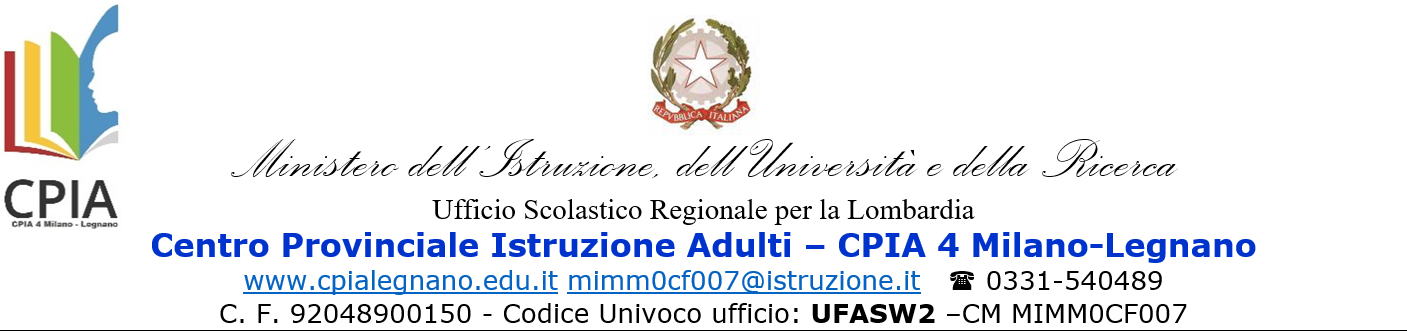 REPVBBLICA ITALIANA
Ministero dell'Istruzione, dell'Università e della Ricerca
CPIA
CPIA 4 Milano - Legnano
Ufficio Scolastico Regionale per la Lombardia
Centro Provinciale Istruzione Adulti – CPIA 4 Milano-Legnano
www.cpialegnano.edu.it mimm0cf007@istruzione.it ☎ 0331-540489
C. F. 92048900150 - Codice Univoco ufficio: UFASW2 –CM MIMM0CF007